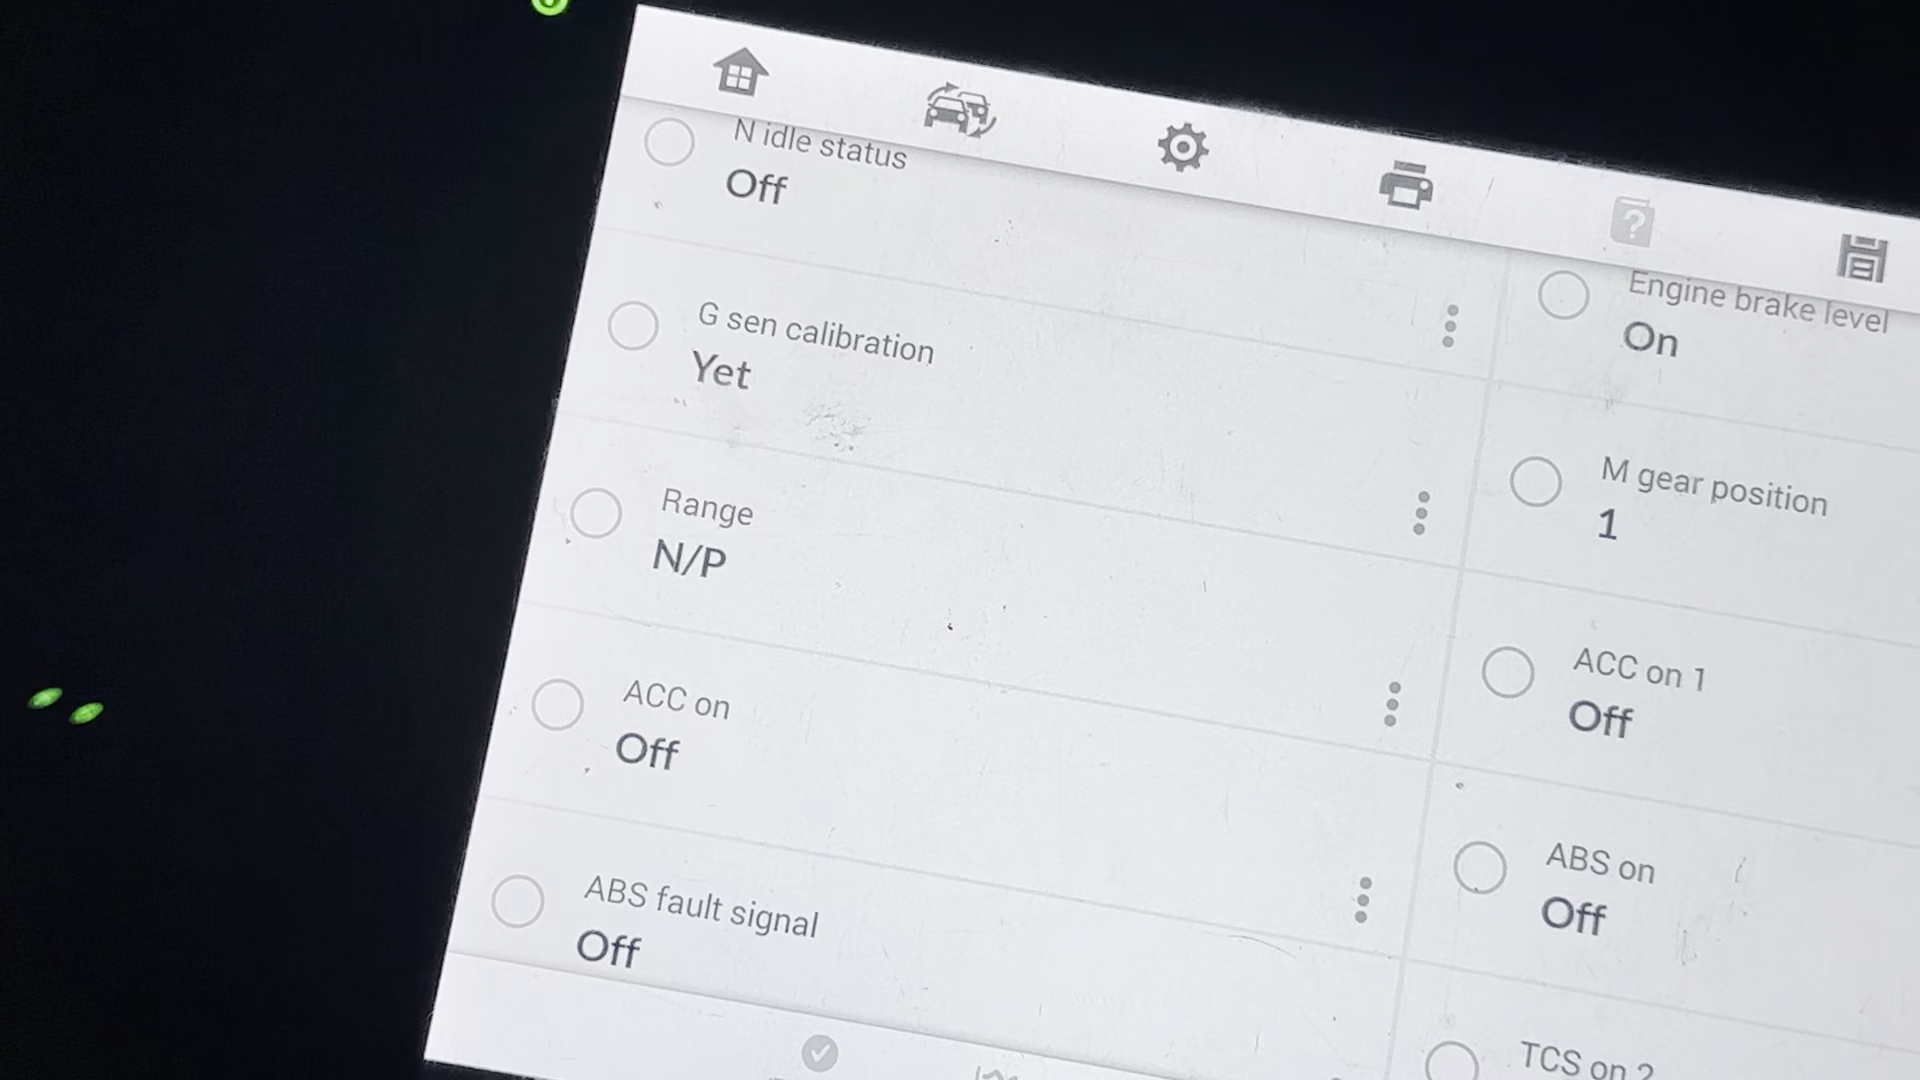 N idle status
Off
G sen calibration
Yet
Range
N/P
ACC on
Off
ABS fault signal
Off
Engine brake level
On
M gear position
1
ACC on 1
Off
ABS on
Off
TCS on 2